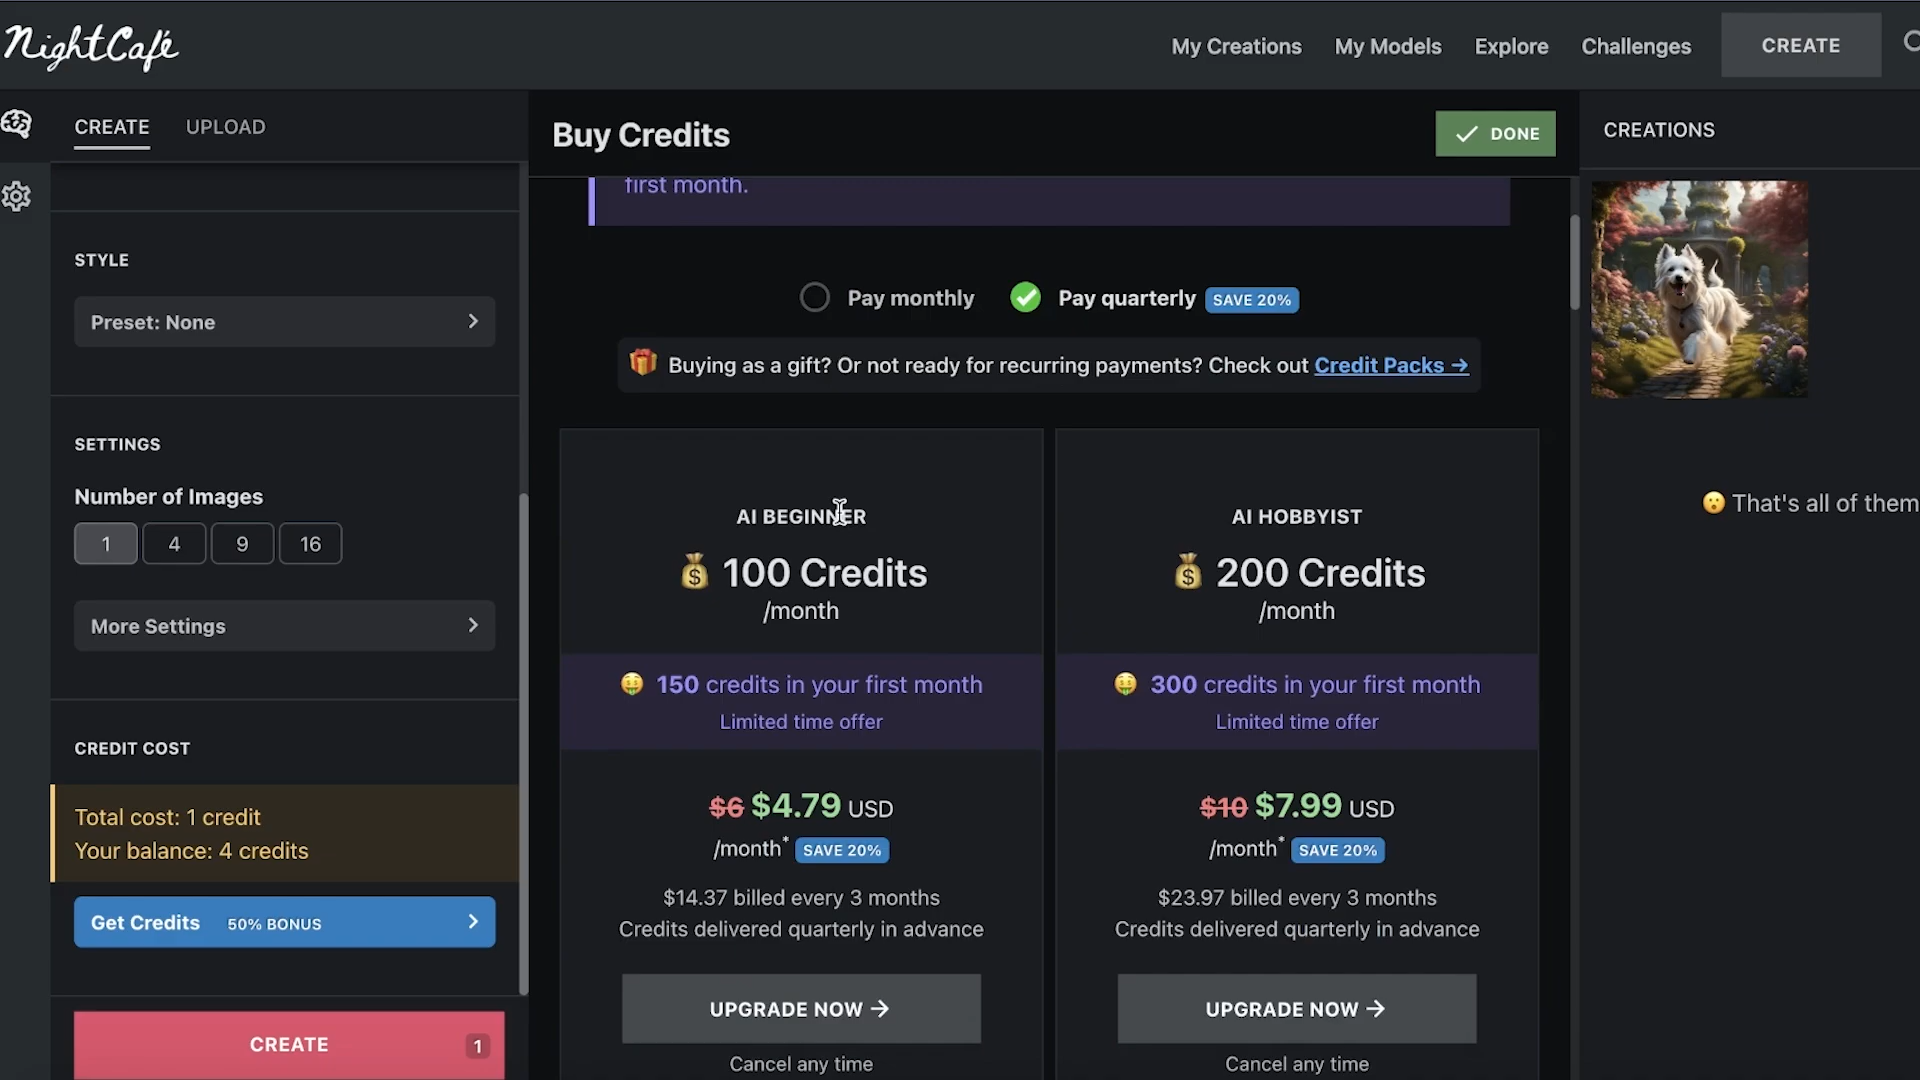 NightCafé
My Creations
My Models
Explore
Challenges
CREATE
CREATE
UPLOAD
STYLE
Preset: None
SETTINGS
Number of Images
1
4
9
16
More Settings
CREDIT COST
Total cost: 1 credit
Your balance: 4 credits
Get Credits 50% BONUS
CREATE 1
Buy Credits
DONE
first month.
Pay monthly
Pay quarterly SAVE 20%
Buying as a gift? Or not ready for recurring payments? Check out Credit Packs →
AI BEGINNER
100 Credits
/month
150 credits in your first month
Limited time offer
$6 $4.79 USD
/month* SAVE 20%
$14.37 billed every 3 months
Credits delivered quarterly in advance
UPGRADE NOW →
Cancel any time
AI HOBBYIST
200 Credits
/month
300 credits in your first month
Limited time offer
$10 $7.99 USD
/month* SAVE 20%
$23.97 billed every 3 months
Credits delivered quarterly in advance
UPGRADE NOW →
Cancel any time
CREATIONS
That's all of them